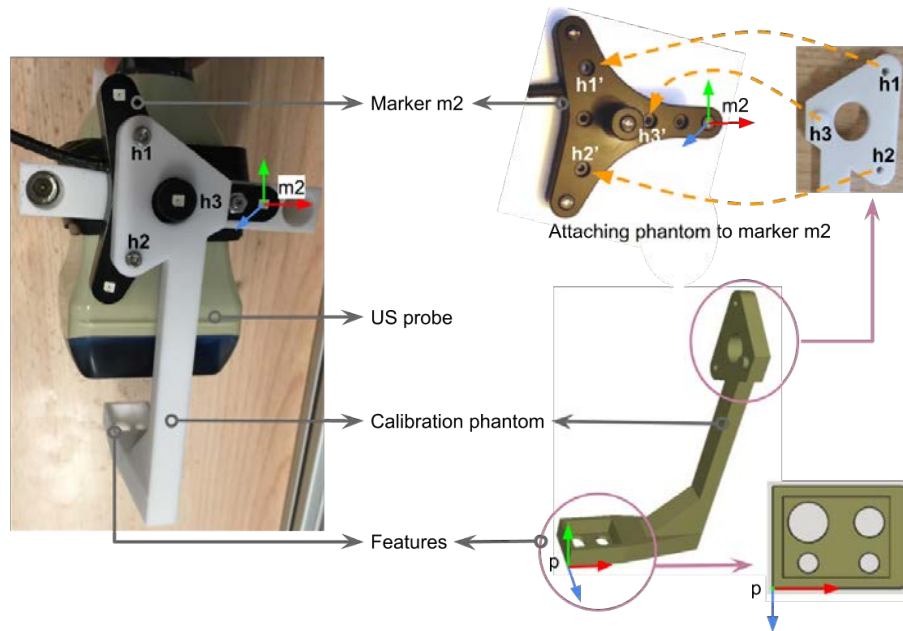 Marker m2
m2
h1'
h3'
h2'
h1
h3
h2
h1
h3
m2
h2
Attaching phantom to marker m2
US probe
Calibration phantom
Features
p
p